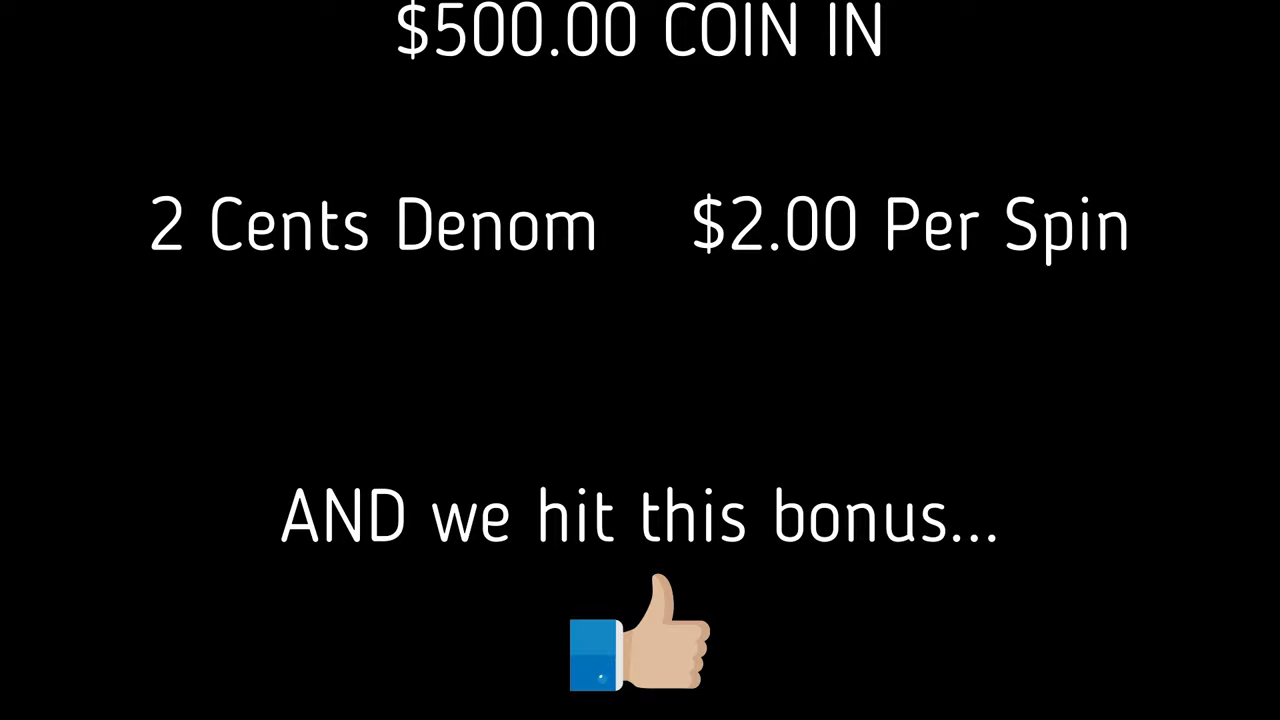 $500.00 COIN IN
2 Cents Denom $2.00 Per Spin
AND we hit this bonus...